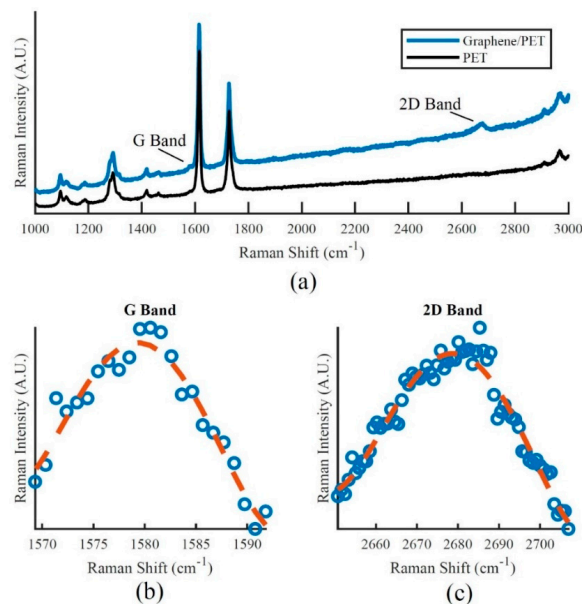 Raman Intensity (A.U.)
Graphene/PET
PET
G Band
2D Band
1000 1200 1400 1600 1800 2000 2200 2400 2600 2800 3000
Raman Shift (cm-1)
(a)
G Band
Raman Intensity (A.U.)
1570 1575 1580 1585 1590
Raman Shift (cm-1)
(b)
2D Band
Raman Intensity (A.U.)
2660 2670 2680 2690 2700
Raman Shift (cm-1)
(c)